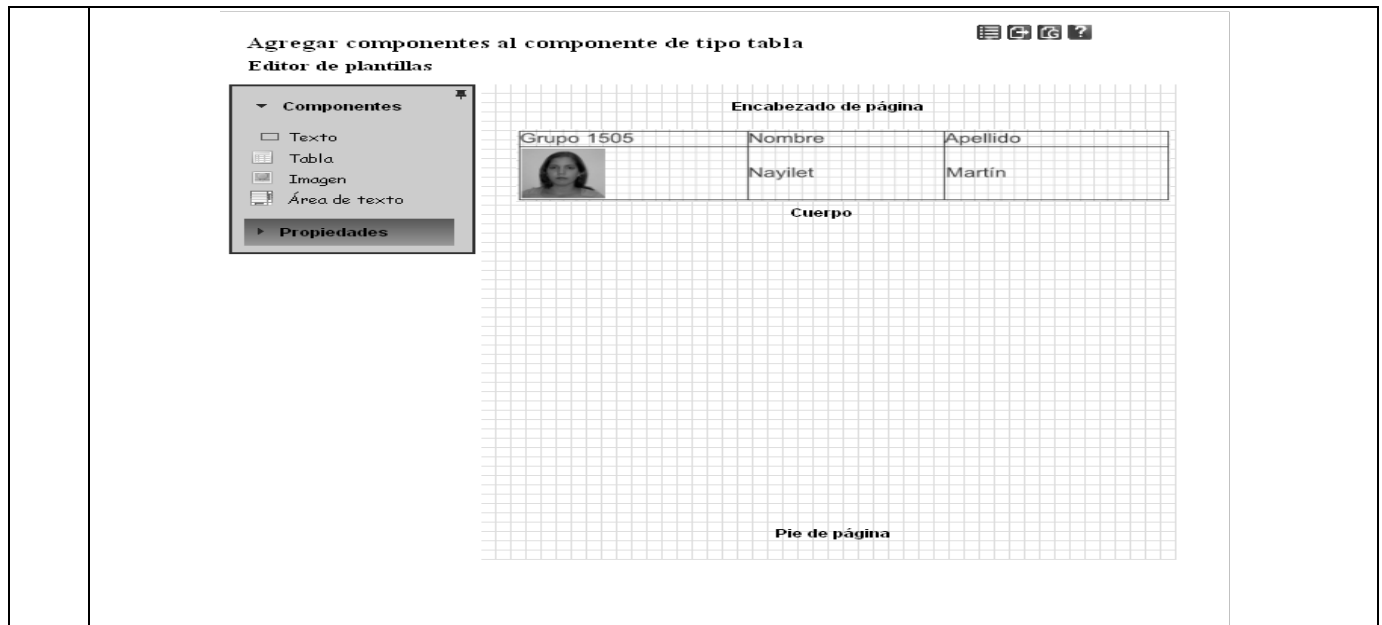 Agregar componentes al componente de tipo tabla
Editor de plantillas
Componentes
Texto
Tabla
Imagen
Área de texto
Propiedades
Encabezado de página
Grupo 1505 Nombre Apellido
Nayilet Martín
Cuerpo
Pie de página